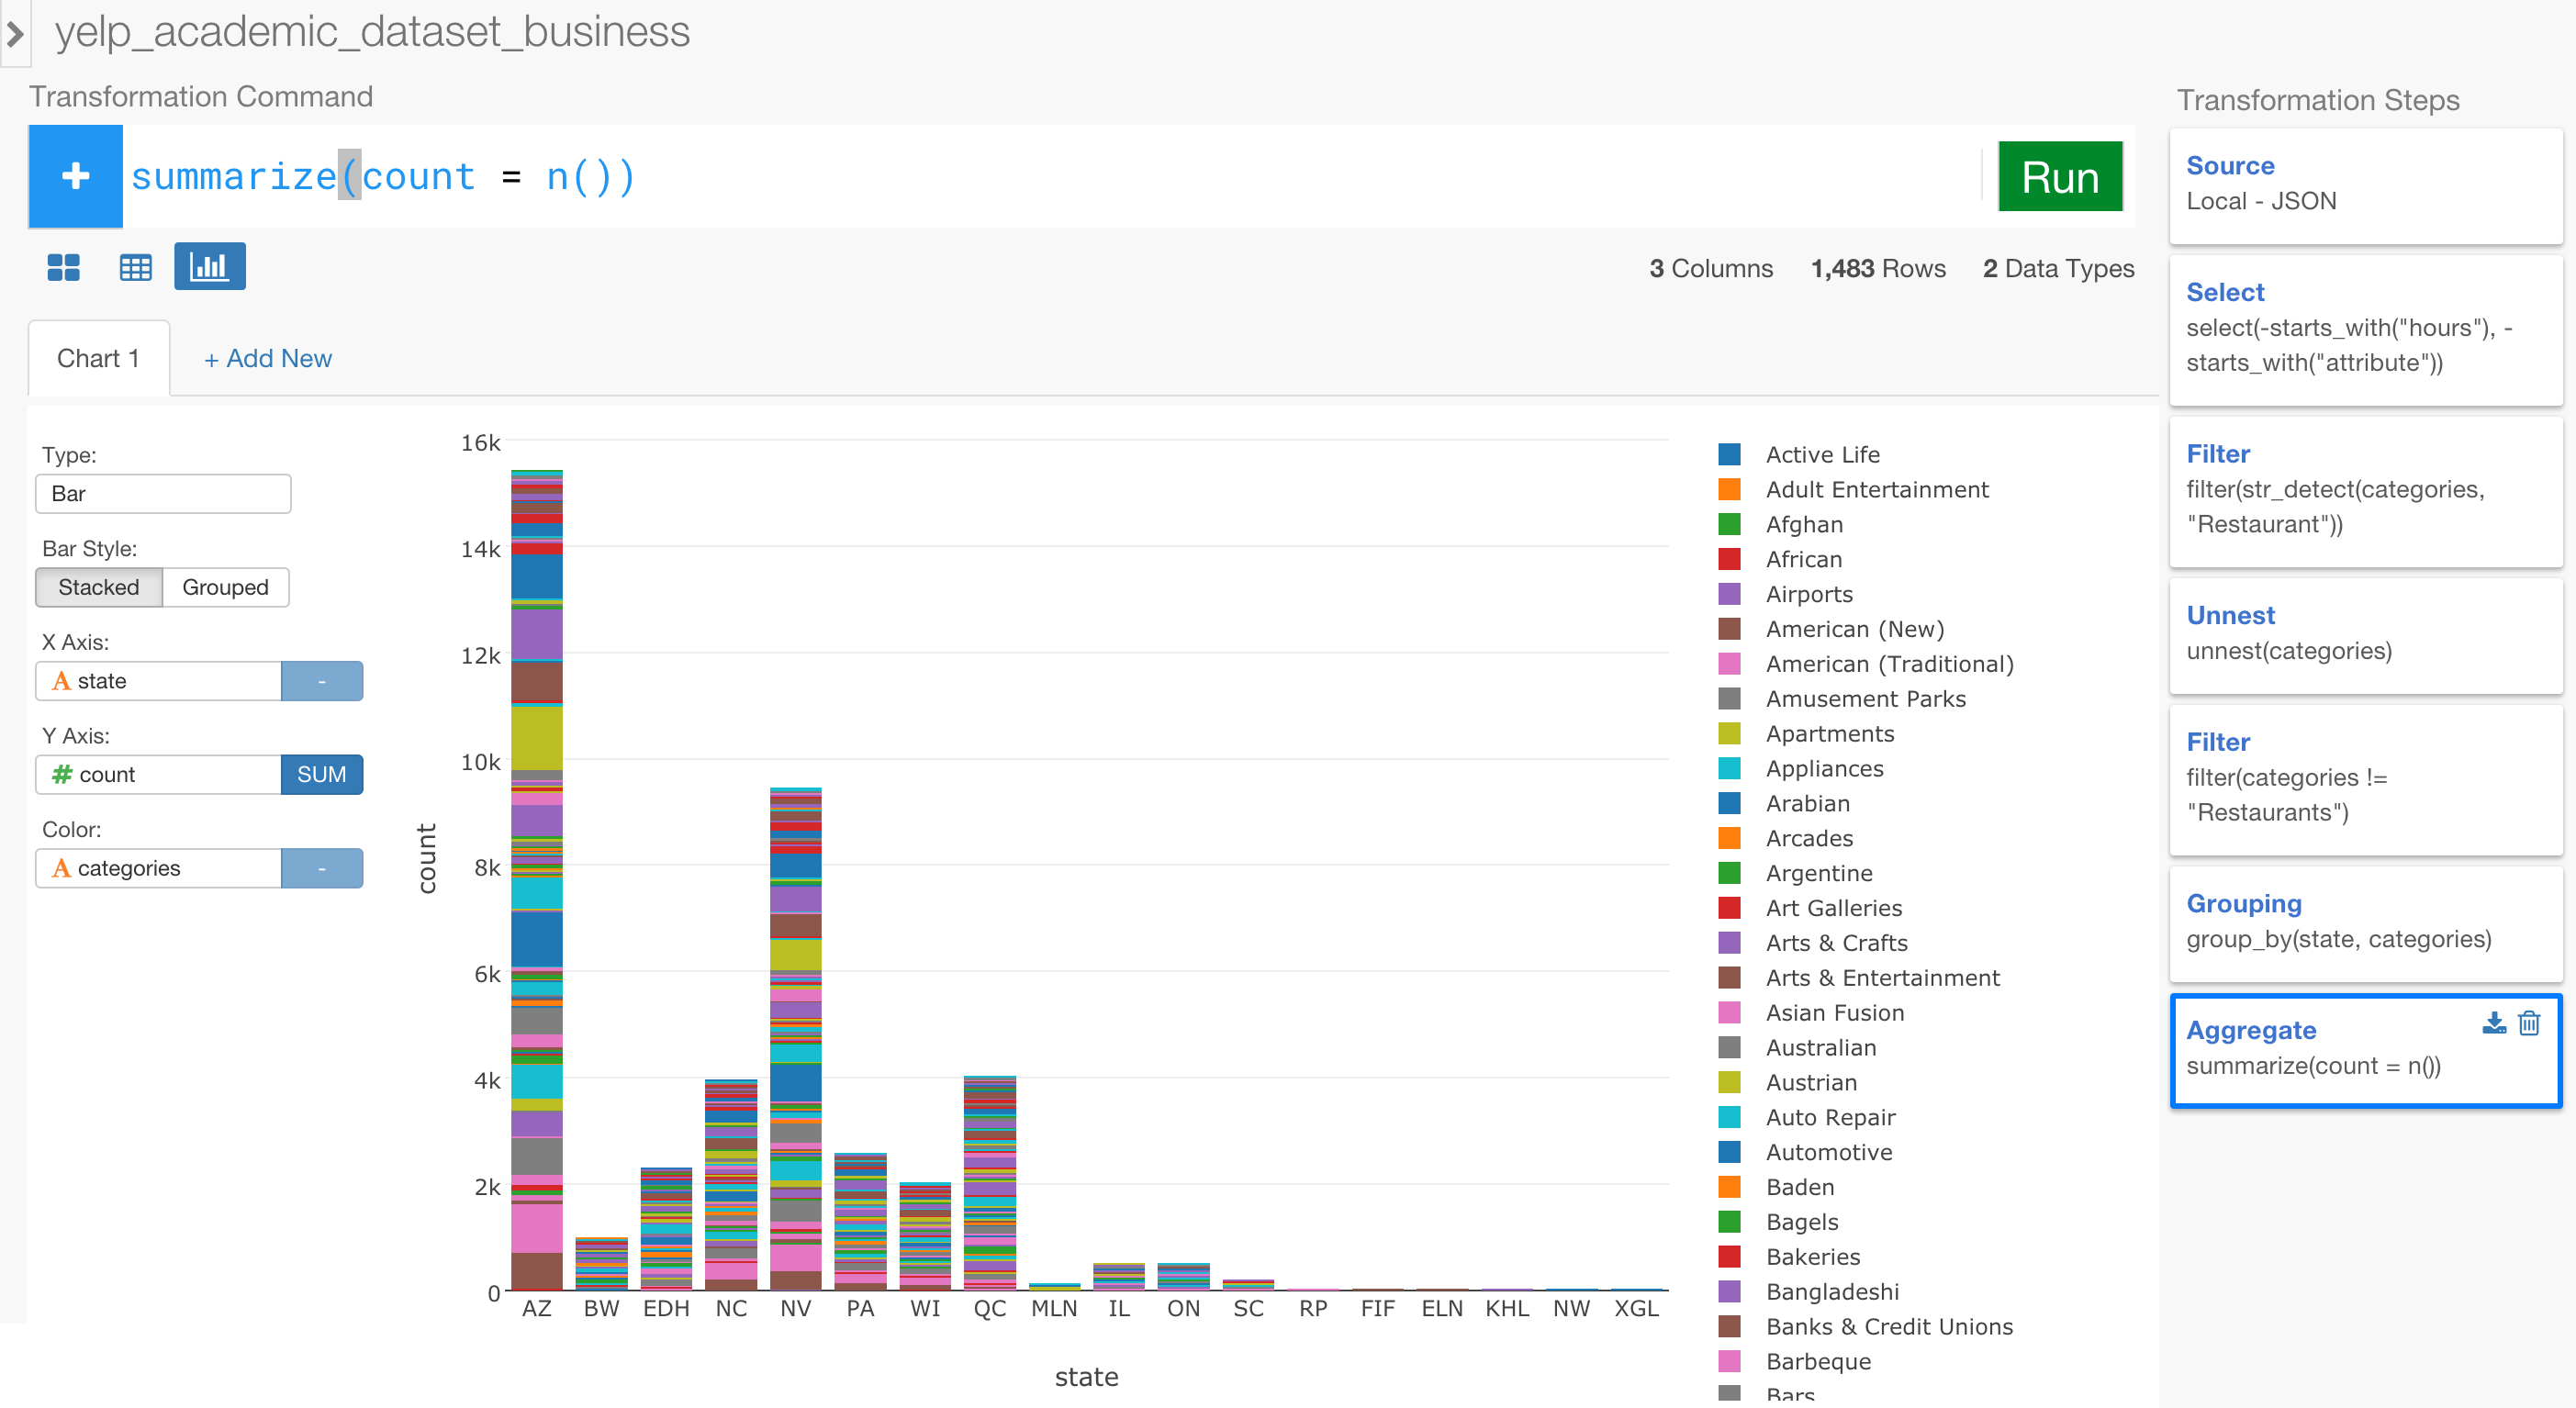 yelp_academic_dataset_business
Transformation Command
summarize(count = n())
Run
3 Columns 1,483 Rows 2 Data Types
Chart 1
+ Add New
Type:
Bar
Bar Style:
Stacked Grouped
X Axis:
A state -
Y Axis:
# count SUM
Color:
A categories -
16k
14k
12k
10k
8k
6k
4k
2k
0
count
AZ BW EDH NC NV PA WI QC MLN IL ON SC RP FIF ELN KHL NW XGL
state
Active Life
Adult Entertainment
Afghan
African
Airports
American (New)
American (Traditional)
Amusement Parks
Apartments
Appliances
Arabian
Arcades
Argentine
Art Galleries
Arts & Crafts
Arts & Entertainment
Asian Fusion
Australian
Austrian
Auto Repair
Automotive
Baden
Bagels
Bakeries
Bangladeshi
Banks & Credit Unions
Barbeque
Bars
Transformation Steps
Source
Local - JSON
Select
select(-starts_with("hours"), -
starts_with("attribute"))
Filter
filter(str_detect(categories,
"Restaurant"))
Unnest
unnest(categories)
Filter
filter(categories !=
"Restaurants")
Grouping
group_by(state, categories)
Aggregate
summarize(count = n())